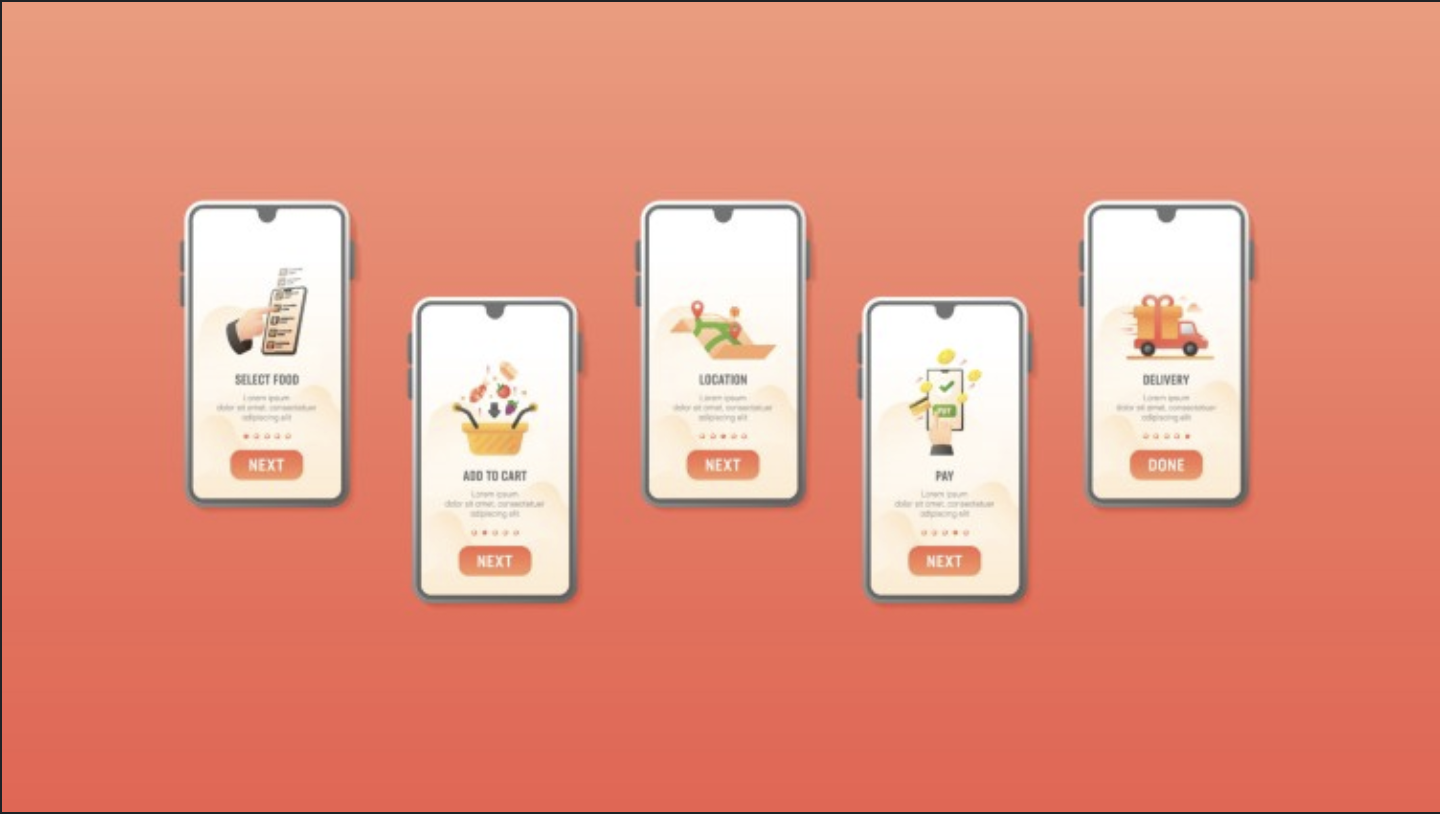 SELECT FOOD
Lorem ipsum
dolor sit amet, consectetuer
adipiscing elit
NEXT
ADD TO CART
Lorem ipsum
dolor sit amet, consectetuer
adipiscing elit
NEXT
LOCATION
Lorem ipsum
dolor sit amet, consectetuer
adipiscing elit
NEXT
PAY
PAY
Lorem ipsum
dolor sit amet, consectetuer
adipiscing elit
NEXT
DELIVERY
Lorem ipsum
dolor sit amet, consectetuer
adipiscing elit
DONE